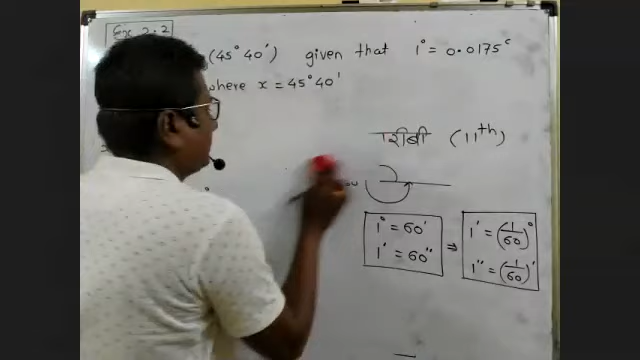 Ex 2.2
(45° 40') given that 1° = 0.0175ᶜ
where x = 45° 40'
(11th)
1° = 60'
1' = 60"
⇒
1' = (1/60)°
1" = (1/60)'